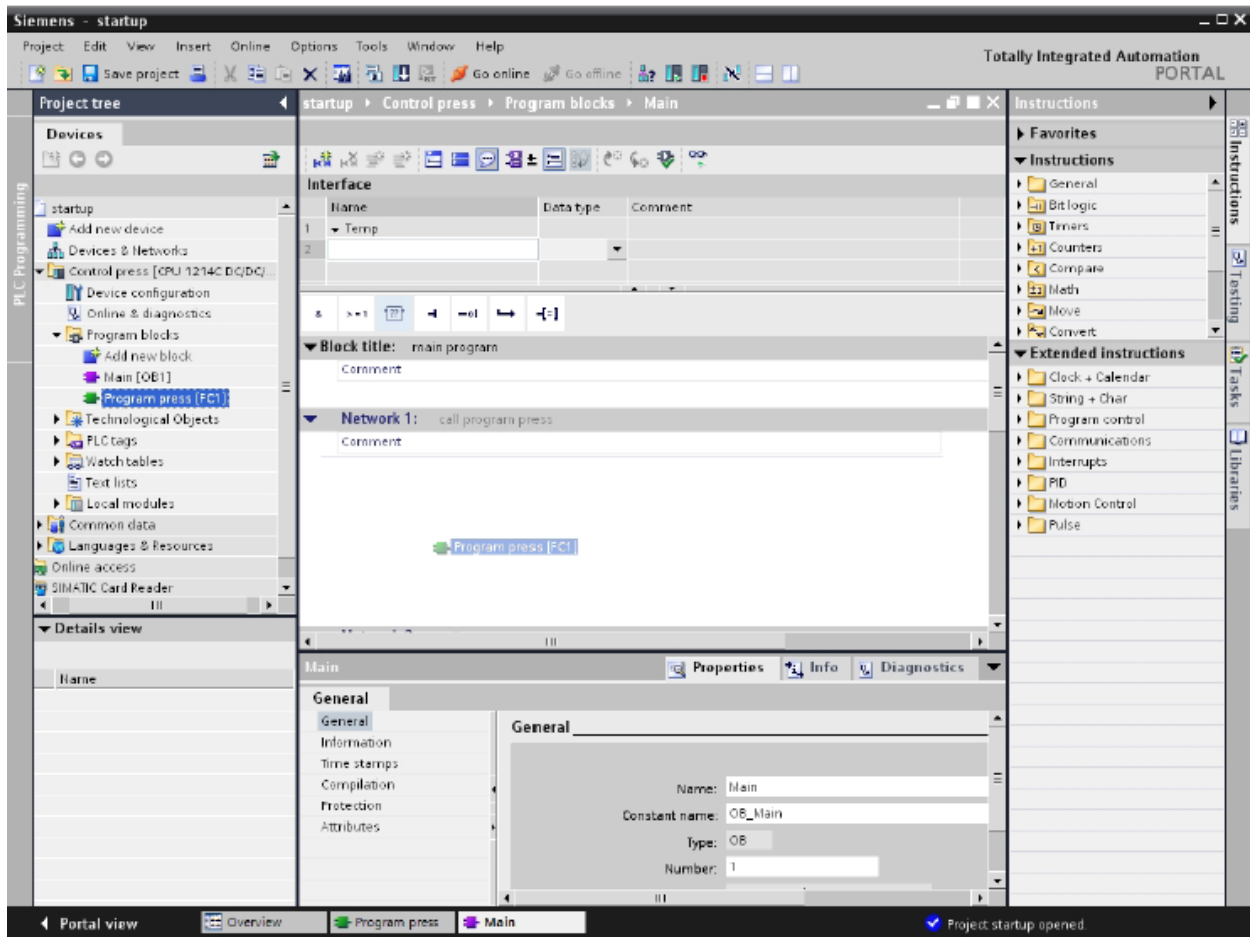 Siemens - startup
Project Edit View Insert Online Options Tools Window Help
Totally Integrated Automation
PORTAL
Save project Go online Go offline
Project tree
startup Control press Program blocks Main
Instructions
Devices
Interface
Name Data type Comment
1 Temp
2
startup
Add new device
Devices & Networks
Control press [CPU 1214C DC/DC/...
Device configuration
Online & diagnostics
Program blocks
Add new block
Main [OB1]
Program press [FC1]
Technological Objects
PLC tags
Watch tables
Text lists
Local modules
Common data
Languages & Resources
Online access
SIMATIC Card Reader
Details view
Name
PLC Programming
& >=1 ??
Block title: main program
Comment
Network 1: call program press
Comment
Program press [FC1]
Main
Properties Info Diagnostics
General
General
Information
Time stamps
Compilation
Protection
Attributes
General
Name: Main
Constant name: OB_Main
Type: OB
Number: 1
Favorites
Instructions
General
Bit logic
Timers
Counters
Compare
Math
Move
Convert
Extended instructions
Clock + Calendar
String + Char
Program control
Communications
Interrupts
PID
Motion Control
Pulse
Instructions
Testing
Tasks
Libraries
Portal view Overview Program press Main Project startup opened.